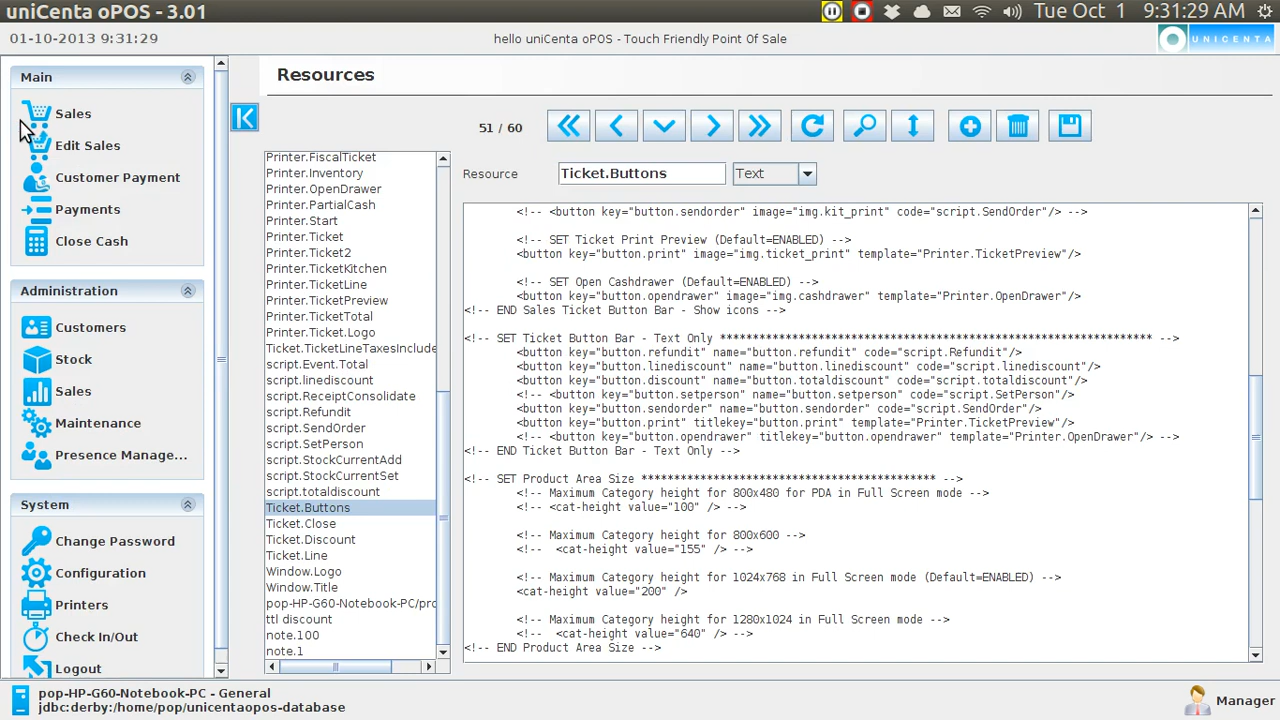 uniCenta oPOS - 3.01
Tue Oct 1 9:31:29 AM
01-10-2013 9:31:29
hello uniCenta oPOS - Touch Friendly Point Of Sale
UNICENTA
Main
Sales
Edit Sales
Customer Payment
Payments
Close Cash
Administration
Customers
Stock
Sales
Maintenance
Presence Manage...
System
Change Password
Configuration
Printers
Check In/Out
Logout
Resources
51 / 60
Printer.FiscalTicket
Printer.Inventory
Printer.OpenDrawer
Printer.PartialCash
Printer.Start
Printer.Ticket
Printer.Ticket2
Printer.TicketKitchen
Printer.TicketLine
Printer.TicketPreview
Printer.TicketTotal
Printer.Ticket.Logo
Ticket.TicketLineTaxesInclude
script.Event.Total
script.linediscount
script.ReceiptConsolidate
script.Refundit
script.SendOrder
script.SetPerson
script.StockCurrentAdd
script.StockCurrentSet
script.totaldiscount
Ticket.Buttons
Ticket.Close
Ticket.Discount
Ticket.Line
Window.Logo
Window.Title
pop-HP-G60-Notebook-PC/pro
ttl discount
note.100
note.1
Resource Ticket.Buttons Text
<!-- <button key="button.sendorder" image="img.kit_print" code="script.SendOrder"/> -->
<!-- SET Ticket Print Preview (Default=ENABLED) -->
<button key="button.print" image="img.ticket_print" template="Printer.TicketPreview"/>
<!-- SET Open Cashdrawer (Default=ENABLED) -->
<button key="button.opendrawer" image="img.cashdrawer" template="Printer.OpenDrawer"/>
<!-- END Sales Ticket Button Bar - Show icons -->
<!-- SET Ticket Button Bar - Text Only ****************************************************************** -->
<button key="button.refundit" name="button.refundit" code="script.Refundit"/>
<button key="button.linediscount" name="button.linediscount" code="script.linediscount"/>
<button key="button.discount" name="button.totaldiscount" code="script.totaldiscount"/>
<!-- <button key="button.setperson" name="button.setperson" code="script.SetPerson"/>
<button key="button.sendorder" name="button.sendorder" code="script.SendOrder"/>
<button key="button.print" titlekey="button.print" template="Printer.TicketPreview"/>
<!-- <button key="button.opendrawer" titlekey="button.opendrawer" template="Printer.OpenDrawer"/> -->
<!-- END Ticket Button Bar - Text Only -->
<!-- SET Product Area Size ********************************************* -->
<!-- Maximum Category height for 800x480 for PDA in Full Screen mode -->
<!-- <cat-height value="100" /> -->
<!-- Maximum Category height for 800x600 -->
<!--  <cat-height value="155" /> -->
<!-- Maximum Category height for 1024x768 in Full Screen mode (Default=ENABLED) -->
<cat-height value="200" />
<!-- Maximum Category height for 1280x1024 in Full Screen mode -->
<!--  <cat-height value="640" /> -->
<!-- END Product Area Size -->
pop-HP-G60-Notebook-PC - General
jdbc:derby:/home/pop/unicentaopos-database
Manager